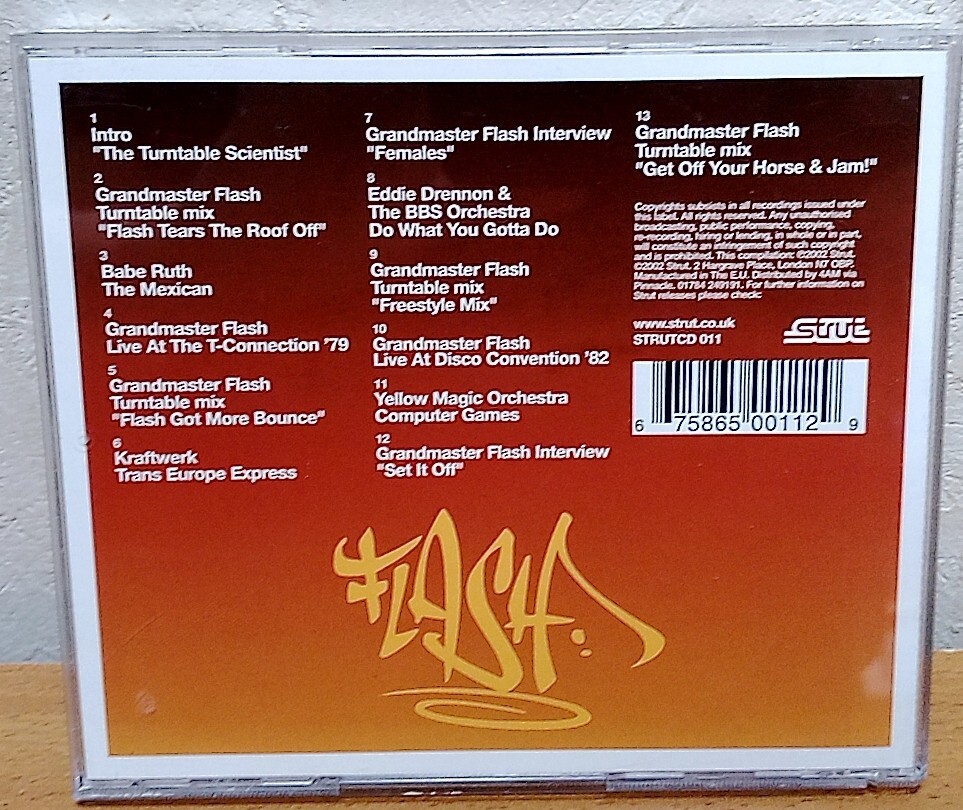 1
Intro
"The Turntable Scientist"
2
Grandmaster Flash
Turntable mix
"Flash Tears The Roof Off"
3
Babe Ruth
The Mexican
4
Grandmaster Flash
Live At The T-Connection '79
5
Grandmaster Flash
Turntable mix
"Flash Got More Bounce"
6
Kraftwerk
Trans Europe Express
7
Grandmaster Flash Interview
"Females"
8
Eddie Drennon &
The BBS Orchestra
Do What You Gotta Do
9
Grandmaster Flash
Turntable mix
"Freestyle Mix"
10
Grandmaster Flash
Live At Disco Convention '82
11
Yellow Magic Orchestra
Computer Games
12
Grandmaster Flash Interview
"Set It Off"
13
Grandmaster Flash
Turntable mix
"Get Off Your Horse & Jam!"
Copyrights subsists in all recordings issued under
this label. All rights reserved. Any unauthorised
broadcasting, public performance, copying,
re-recording, hiring or lending, in whole or in part,
will constitute an infringement of such copyright
and is prohibited. This compilation: ℗2002 Strut.
©2002 Strut. 2 Hargrave Place, London N7 OBP.
Manufactured in The E.U. Distributed by 4AM via
Pinnacle. 01784 249191. For further information on
Strut releases please check:
www.strut.co.uk
STRUTCD 011
Strut
6 75865 00112 9
FLASH